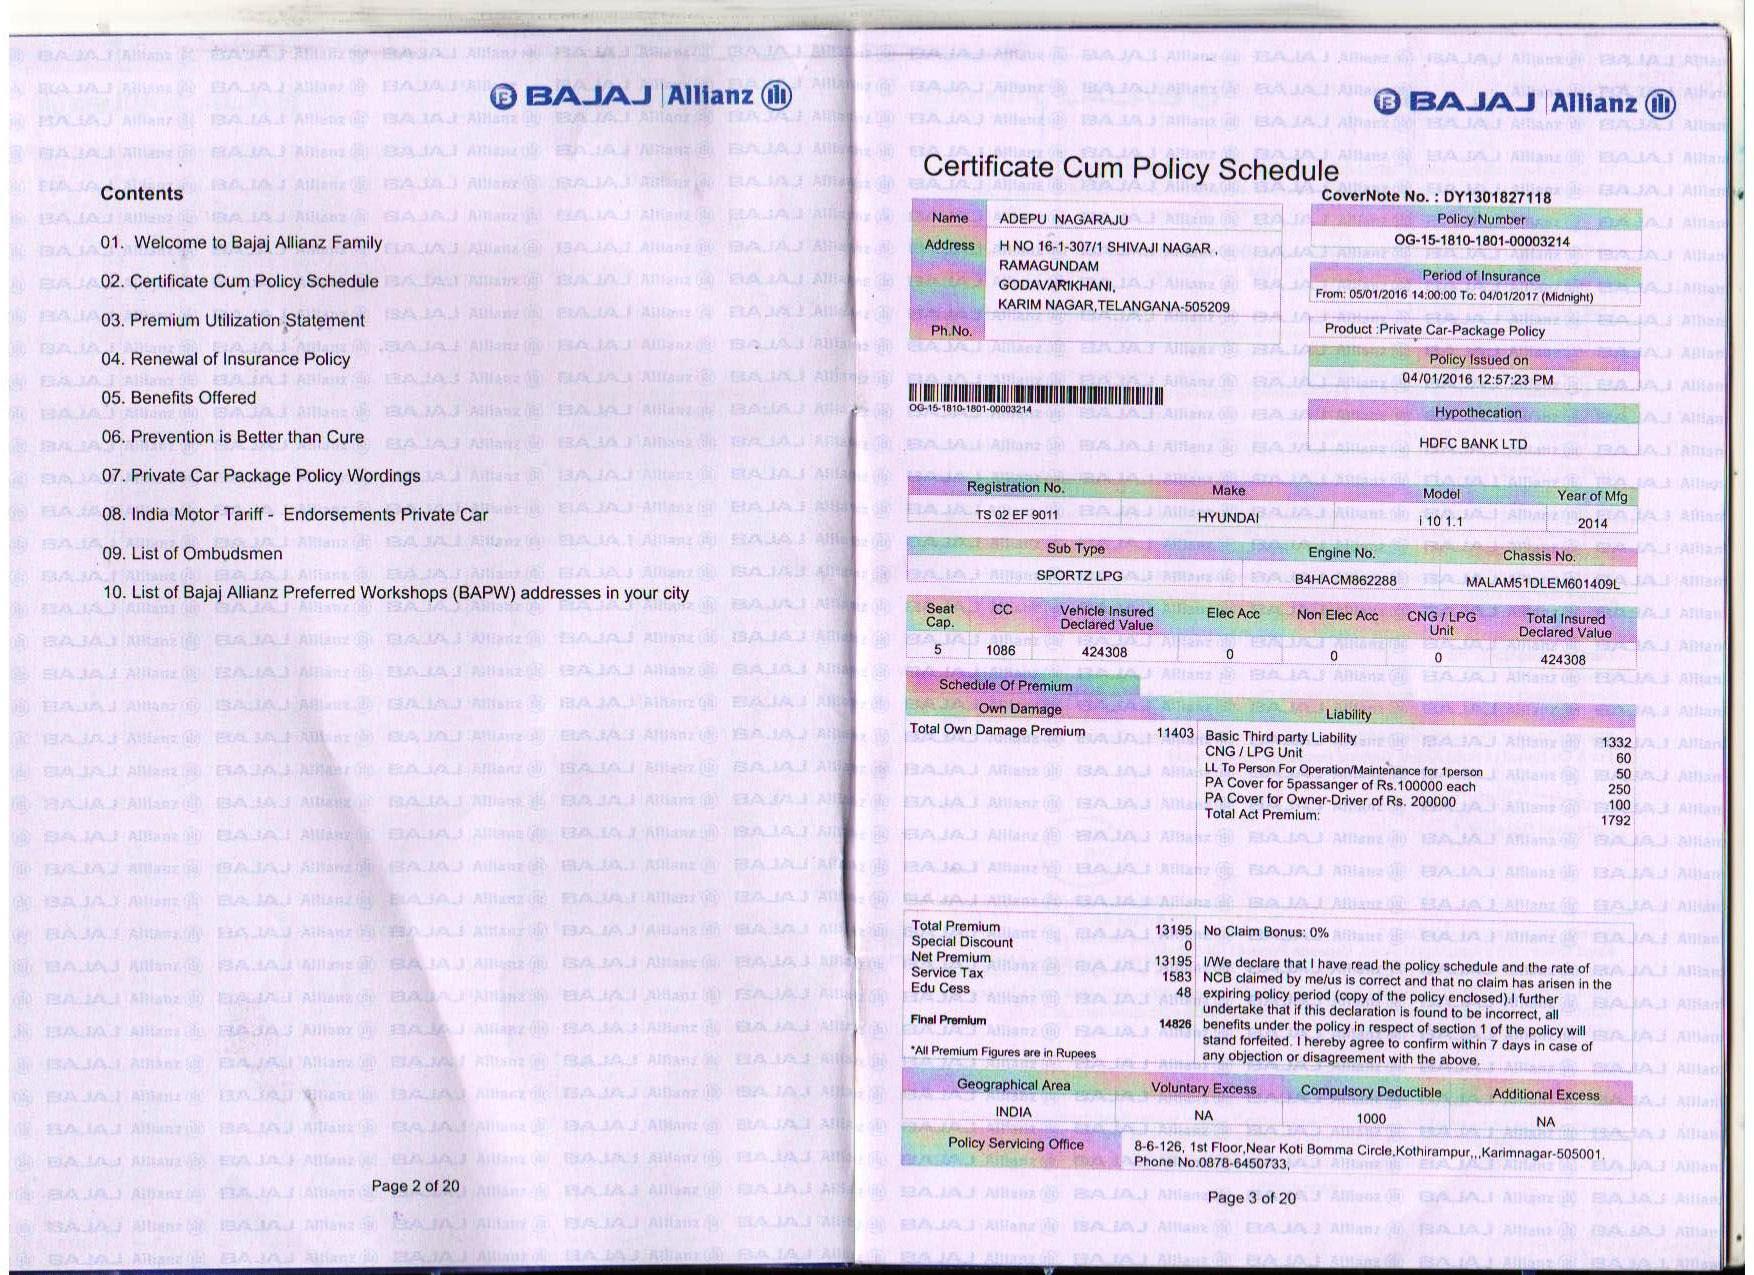 BAJAJ | Allianz
Contents
01. Welcome to Bajaj Allianz Family
02. Certificate Cum Policy Schedule
03. Premium Utilization Statement
04. Renewal of Insurance Policy
05. Benefits Offered
06. Prevention is Better than Cure
07. Private Car Package Policy Wordings
08. India Motor Tariff - Endorsements Private Car
09. List of Ombudsmen
10. List of Bajaj Allianz Preferred Workshops (BAPW) addresses in your city
Page 2 of 20
BAJAJ | Allianz
Certificate Cum Policy Schedule
CoverNote No. : DY1301827118
Name ADEPU NAGARAJU
Address H NO 16-1-307/1 SHIVAJI NAGAR ,
RAMAGUNDAM
GODAVARIKHANI,
KARIM NAGAR,TELANGANA-505209
Ph.No.
Policy Number
OG-15-1810-1801-00003214
Period of Insurance
From: 05/01/2016 14:00:00 To: 04/01/2017 (Midnight)
Product :Private Car-Package Policy
Policy Issued on
04/01/2016 12:57:23 PM
Hypothecation
HDFC BANK LTD
OG-15-1810-1801-00003214
Registration No. Make Model Year of Mfg
TS 02 EF 9011 HYUNDAI i 10 1.1 2014
Sub Type Engine No. Chassis No.
SPORTZ LPG B4HACM862288 MALAM51DLEM601409L
Seat Cap. CC Vehicle Insured Declared Value Elec Acc Non Elec Acc CNG / LPG Unit Total Insured Declared Value
5 1086 424308 0 0 0 424308
Schedule Of Premium
Own Damage Liability
Total Own Damage Premium 11403
Basic Third party Liability 1332
CNG / LPG Unit 60
LL To Person For Operation/Maintenance for 1person 50
PA Cover for 5passanger of Rs.100000 each 250
PA Cover for Owner-Driver of Rs. 200000 100
Total Act Premium: 1792
Total Premium 13195
Special Discount 0
Net Premium 13195
Service Tax 1583
Edu Cess 48
Final Premium 14826
*All Premium Figures are in Rupees
No Claim Bonus: 0%
I/We declare that I have read the policy schedule and the rate of
NCB claimed by me/us is correct and that no claim has arisen in the
expiring policy period (copy of the policy enclosed).I further
undertake that if this declaration is found to be incorrect, all
benefits under the policy in respect of section 1 of the policy will
stand forfeited. I hereby agree to confirm within 7 days in case of
any objection or disagreement with the above.
Geographical Area Voluntary Excess Compulsory Deductible Additional Excess
INDIA NA 1000 NA
Policy Servicing Office 8-6-126, 1st Floor,Near Koti Bomma Circle,Kothirampur,,,Karimnagar-505001.
Phone No.0878-6450733,
Page 3 of 20